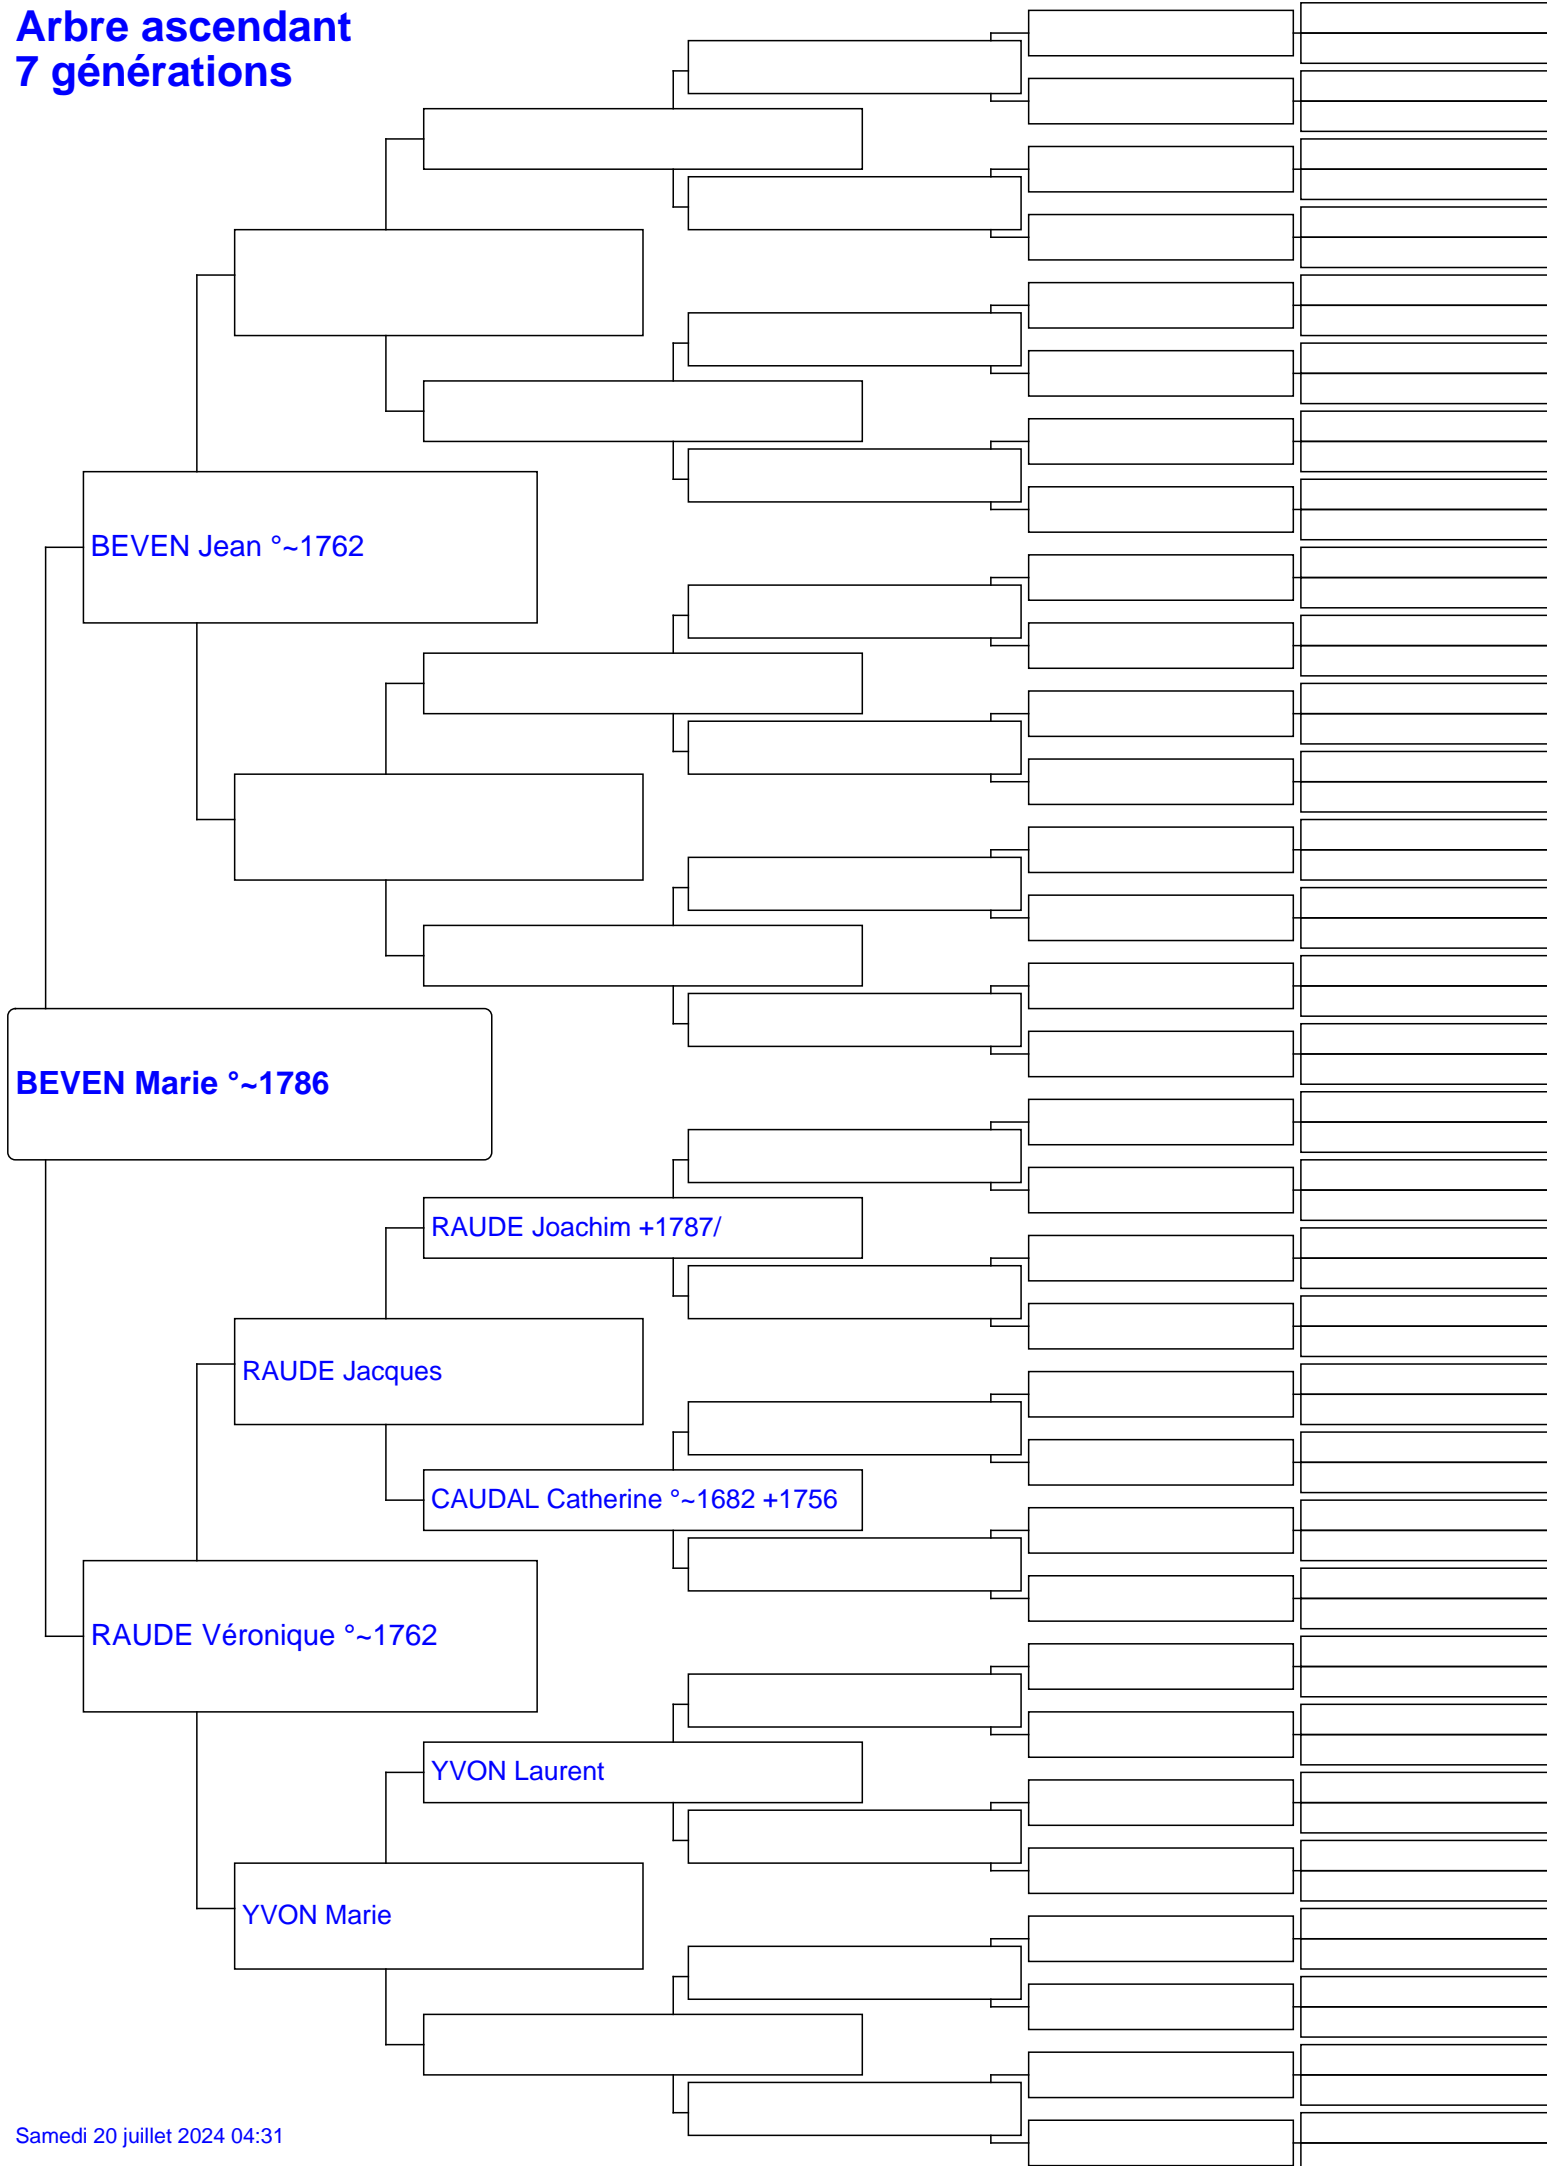 Arbre ascendant
7 générations
BEVEN Jean °~1762
BEVEN Marie °~1786
RAUDE Joachim +1787/
RAUDE Jacques
CAUDAL Catherine °~1682 +1756
RAUDE Véronique °~1762
YVON Laurent
YVON Marie
Samedi 20 juillet 2024 04:31